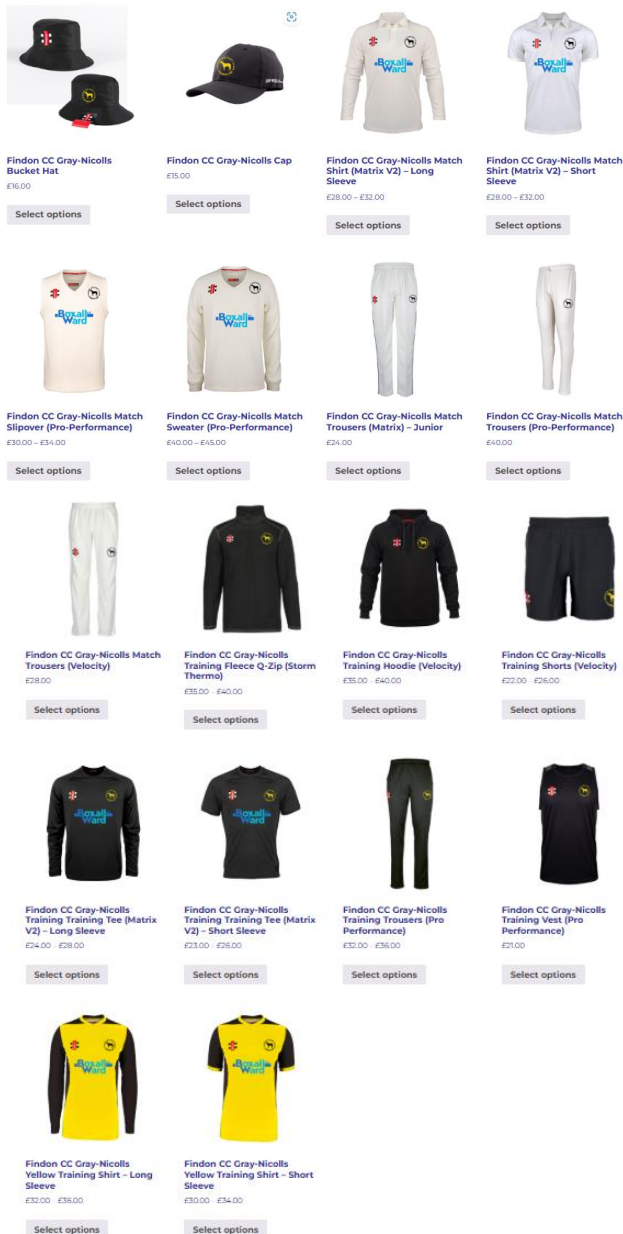 Findon CC Gray-Nicolls
Bucket Hat
£16.00
Select options
Findon CC Gray-Nicolls Cap
£15.00
Select options
Boxall
Ward
Findon CC Gray-Nicolls Match
Shirt (Matrix V2) – Long
Sleeve
£28.00 – £32.00
Select options
Boxall
Ward
Findon CC Gray-Nicolls Match
Shirt (Matrix V2) – Short
Sleeve
£28.00 – £32.00
Select options
Boxall
Ward
Findon CC Gray-Nicolls Match
Slipover (Pro-Performance)
£30.00 – £34.00
Select options
Boxall
Ward
Findon CC Gray-Nicolls Match
Sweater (Pro-Performance)
£40.00 – £45.00
Select options
Findon CC Gray-Nicolls Match
Trousers (Matrix) – Junior
£24.00
Select options
Findon CC Gray-Nicolls Match
Trousers (Pro-Performance)
£40.00
Select options
Findon CC Gray-Nicolls Match
Trousers (Velocity)
£28.00
Select options
Findon CC Gray-Nicolls
Training Fleece Q-Zip (Storm
Thermo)
£35.00 – £40.00
Select options
Findon CC Gray-Nicolls
Training Hoodie (Velocity)
£35.00 – £40.00
Select options
Findon CC Gray-Nicolls
Training Shorts (Velocity)
£22.00 – £26.00
Select options
Boxall
Ward
Findon CC Gray-Nicolls
Training Training Tee (Matrix
V2) – Long Sleeve
£24.00 – £28.00
Select options
Boxall
Ward
Findon CC Gray-Nicolls
Training Training Tee (Matrix
V2) – Short Sleeve
£23.00 – £26.00
Select options
Findon CC Gray-Nicolls
Training Trousers (Pro
Performance)
£32.00 – £36.00
Select options
Findon CC Gray-Nicolls
Training Vest (Pro
Performance)
£21.00
Select options
Boxall
Ward
Findon CC Gray-Nicolls
Yellow Training Shirt – Long
Sleeve
£32.00 – £36.00
Select options
Boxall
Ward
Findon CC Gray-Nicolls
Yellow Training Shirt – Short
Sleeve
£30.00 – £34.00
Select options